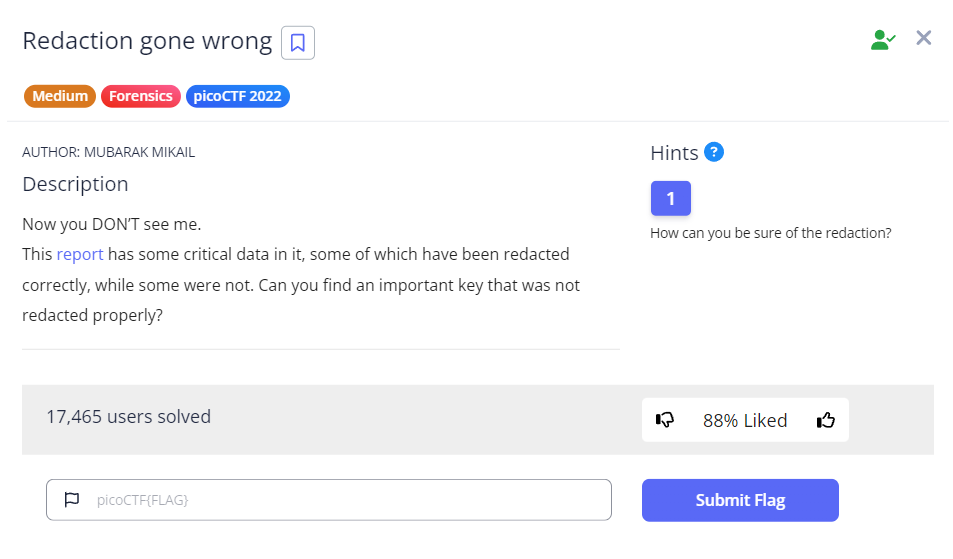 Redaction gone wrong
Medium Forensics picoCTF 2022
AUTHOR: MUBARAK MIKAIL
Description
Now you DON’T see me.
This report has some critical data in it, some of which have been redacted
correctly, while some were not. Can you find an important key that was not
redacted properly?
Hints ?
1
How can you be sure of the redaction?
17,465 users solved
88% Liked
picoCTF{FLAG}
Submit Flag